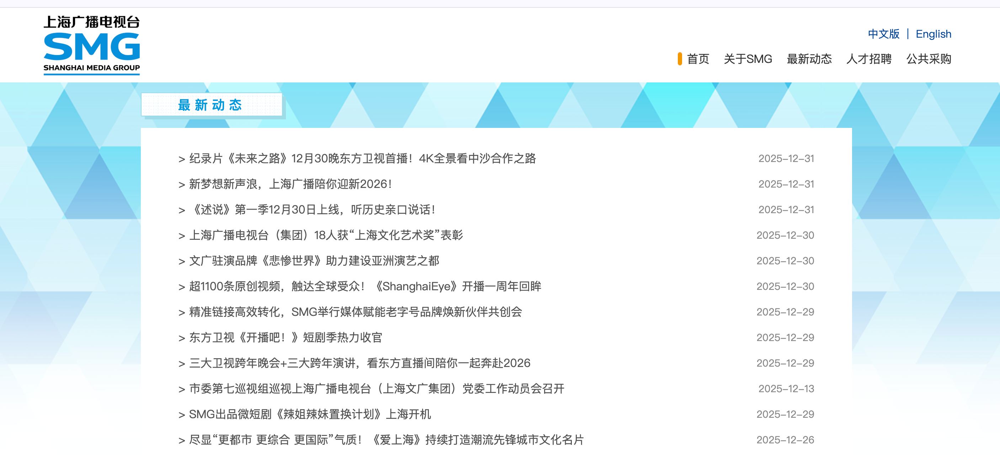 上海广播电视台
SMG
SHANGHAI MEDIA GROUP
中文版 | English
首页 关于SMG 最新动态 人才招聘 公共采购
最新动态
> 纪录片《未来之路》12月30晚东方卫视首播！4K全景看中沙合作之路 2025-12-31
> 新梦想新声浪，上海广播陪你迎新2026！ 2025-12-31
> 《述说》第一季12月30日上线，听历史亲口说话！ 2025-12-31
> 上海广播电视台（集团）18人获“上海文化艺术奖”表彰 2025-12-30
> 文广驻演品牌《悲惨世界》助力建设亚洲演艺之都 2025-12-30
> 超1100条原创视频，触达全球受众！《ShanghaiEye》开播一周年回眸 2025-12-30
> 精准链接高效转化，SMG举行媒体赋能老字号品牌焕新伙伴共创会 2025-12-29
> 东方卫视《开播吧！》短剧季热力收官 2025-12-29
> 三大卫视跨年晚会+三大跨年演讲，看东方直播间陪你一起奔赴2026 2025-12-29
> 市委第七巡视组巡视上海广播电视台（上海文广集团）党委工作动员会召开 2025-12-13
> SMG出品微短剧《辣姐辣妹置换计划》上海开机 2025-12-29
> 尽显“更都市 更综合 更国际”气质！《爱上海》持续打造潮流先锋城市文化名片 2025-12-26